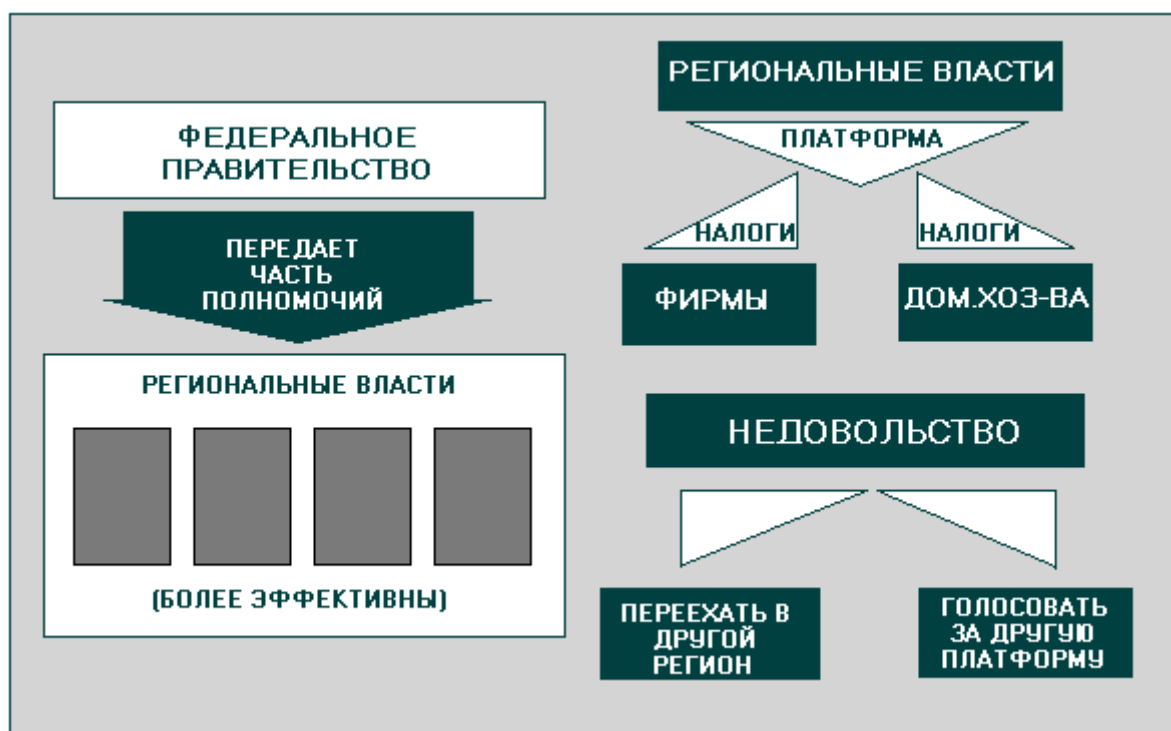 ФЕДЕРАЛЬНОЕ
ПРАВИТЕЛЬСТВО
ПЕРЕДАЕТ
ЧАСТЬ
ПОЛНОМОЧИЙ
РЕГИОНАЛЬНЫЕ ВЛАСТИ
(БОЛЕЕ ЭФФЕКТИВНЫ)
РЕГИОНАЛЬНЫЕ ВЛАСТИ
ПЛАТФОРМА
НАЛОГИ
НАЛОГИ
ФИРМЫ
ДОМ.ХОЗ-ВА
НЕДОВОЛЬСТВО
ПЕРЕЕХАТЬ В
ДРУГОЙ
РЕГИОН
ГОЛОСОВАТЬ
ЗА ДРУГУЮ
ПЛАТФОРМУ